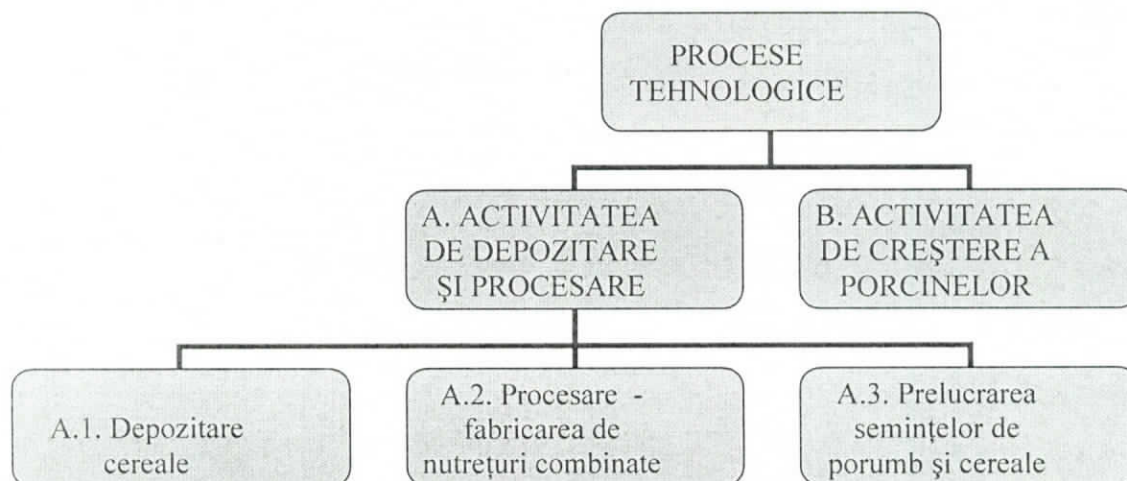 PROCESE
TEHNOLOGICE
A. ACTIVITATEA
DE DEPOZITARE
ŞI PROCESARE
B. ACTIVITATEA
DE CREŞTERE A
PORCINELOR
A.1. Depozitare
cereale
A.2. Procesare -
fabricarea de
nutreţuri combinate
A.3. Prelucrarea
seminţelor de
porumb şi cereale